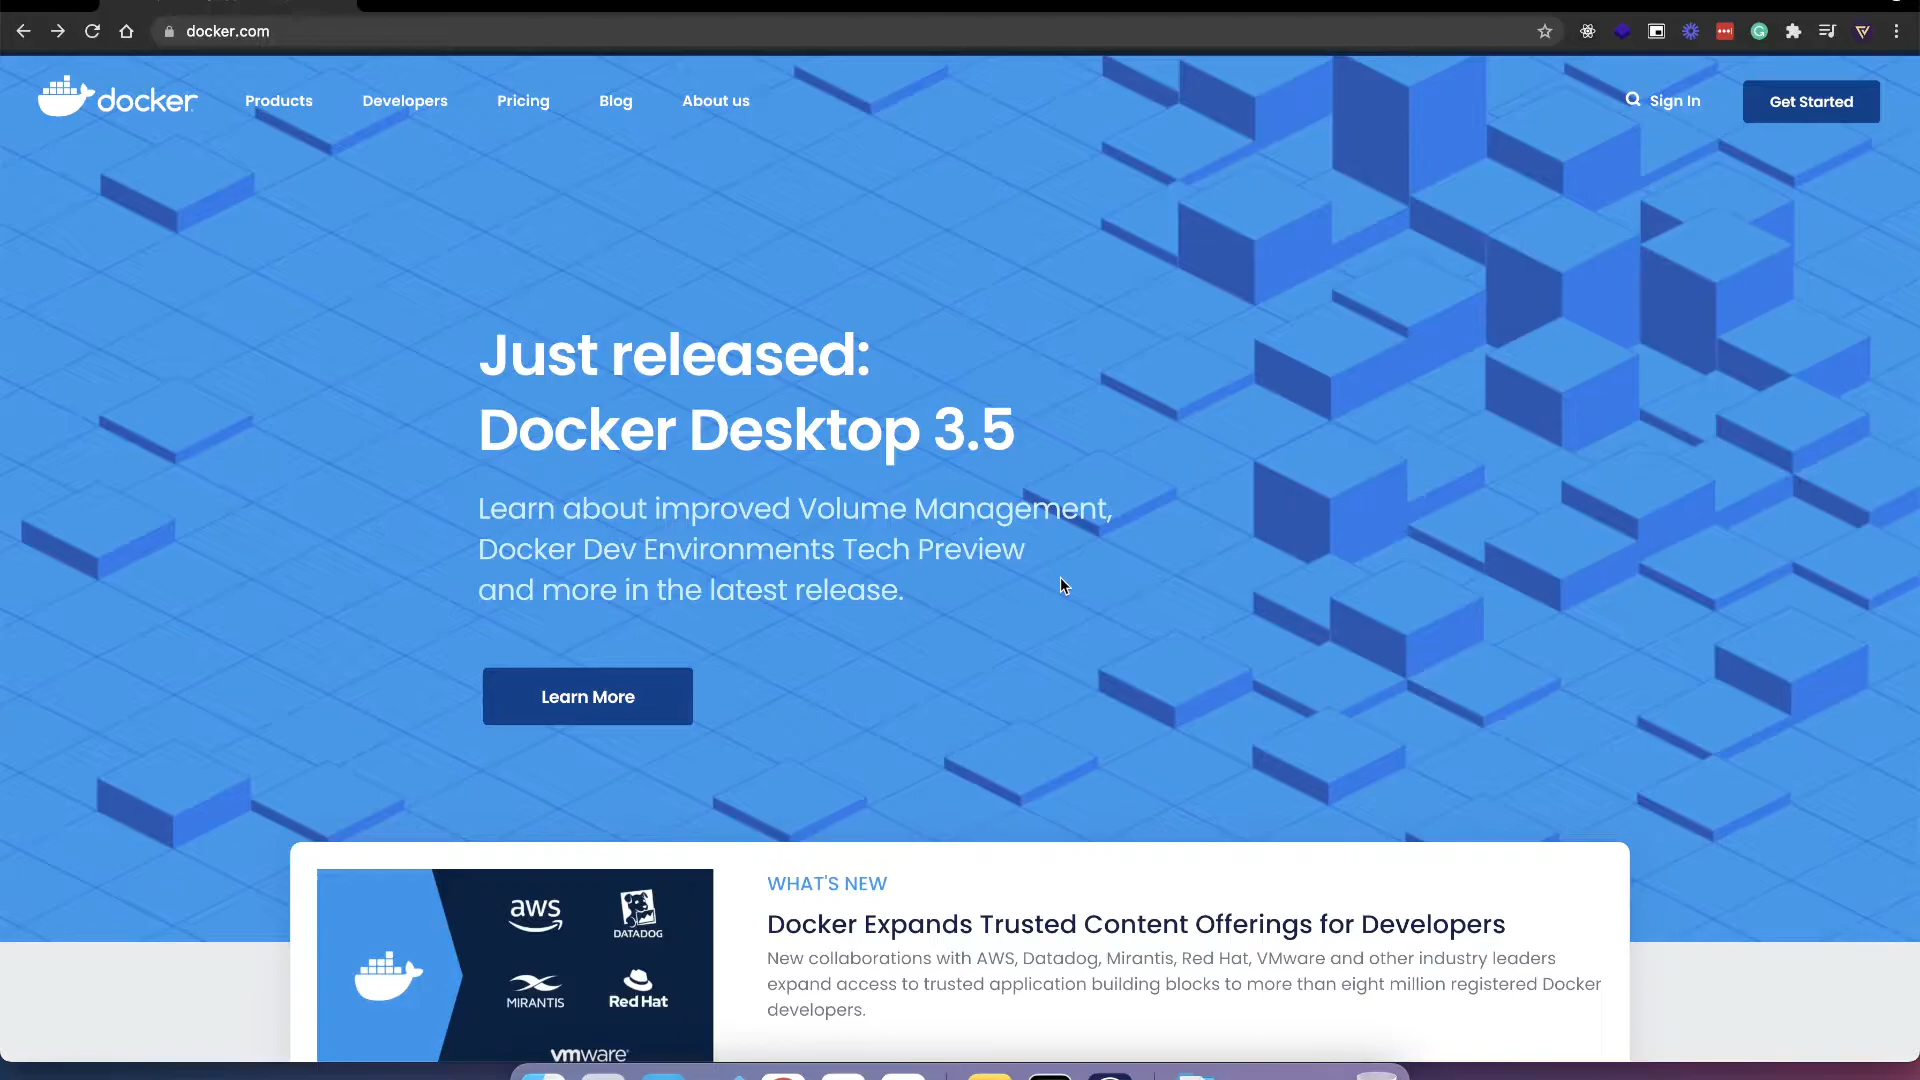 docker.com
docker
Products
Developers
Pricing
Blog
About us
Sign In
Get Started
Just released:
Docker Desktop 3.5
Learn about improved Volume Management,
Docker Dev Environments Tech Preview
and more in the latest release.
Learn More
aws
DATADOG
MIRANTIS
Red Hat
vmware
WHAT'S NEW
Docker Expands Trusted Content Offerings for Developers
New collaborations with AWS, Datadog, Mirantis, Red Hat, VMware and other industry leaders
expand access to trusted application building blocks to more than eight million registered Docker
developers.